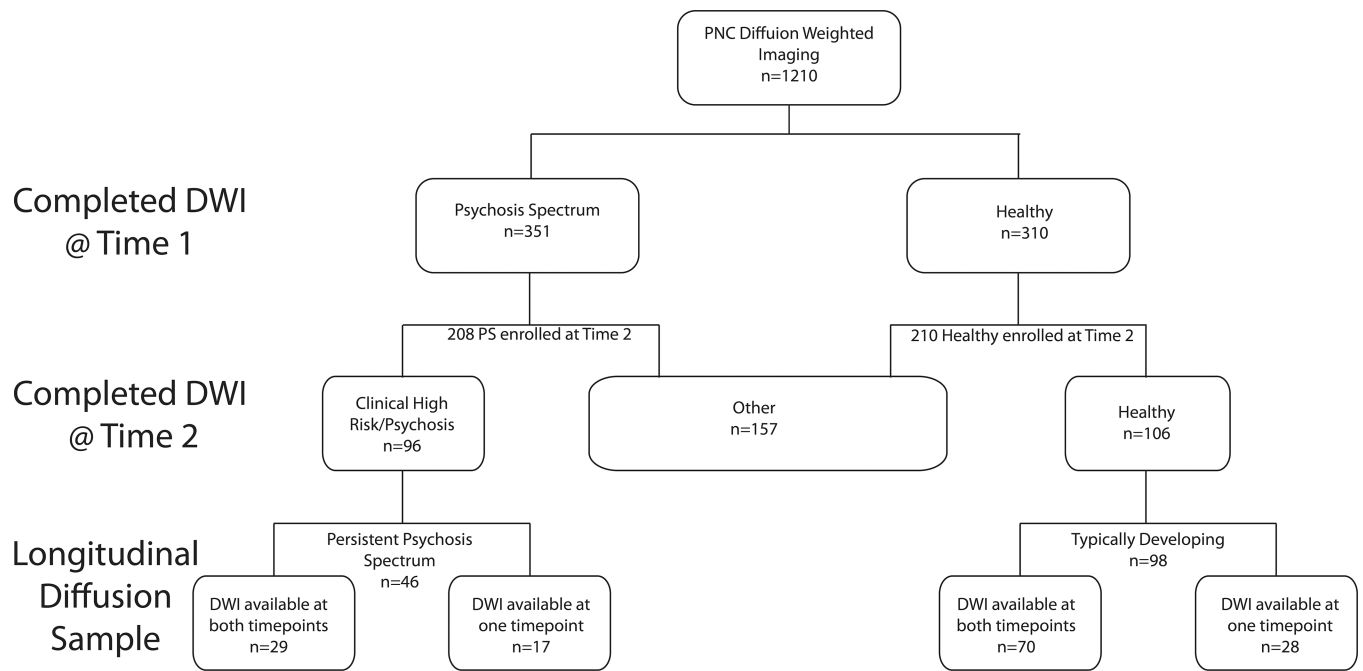 PNC Diffuion Weighted
Imaging
n=1210
Completed DWI
@ Time 1
Psychosis Spectrum
n=351
Healthy
n=310
208 PS enrolled at Time 2
210 Healthy enrolled at Time 2
Completed DWI
@ Time 2
Clinical High
Risk/Psychosis
n=96
Other
n=157
Healthy
n=106
Longitudinal
Diffusion
Sample
Persistent Psychosis
Spectrum
n=46
Typically Developing
n=98
DWI available at
both timepoints
n=29
DWI available at
one timepoint
n=17
DWI available at
both timepoints
n=70
DWI available at
one timepoint
n=28